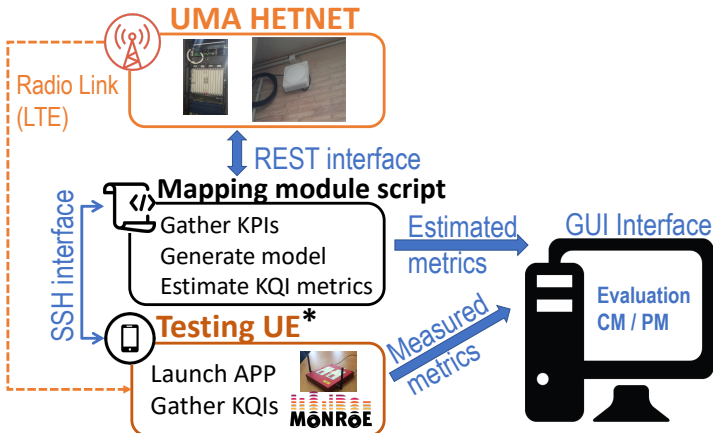 UMA HETNET
Radio Link
(LTE)
REST interface
Mapping module script
</>
Gather KPIs
Generate model
Estimate KQI metrics
SSH interface
Estimated
metrics
GUI Interface
Evaluation
CM / PM
Testing UE*
Launch APP
Gather KQIs
MONROE
Measured
metrics